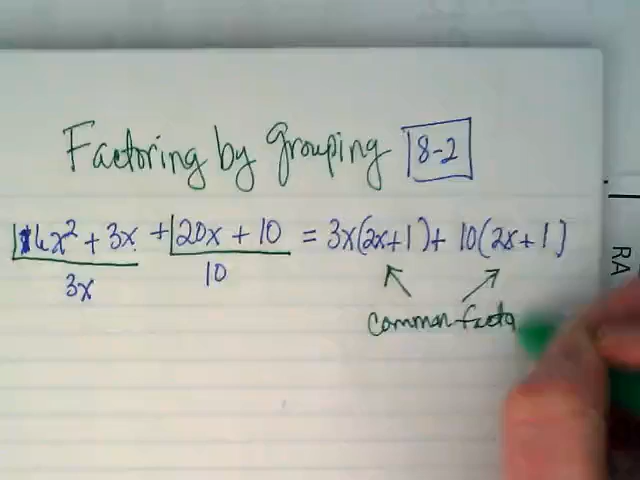 Factoring by grouping 8-2
6x² + 3x + 20x + 10 = 3x(2x+1) + 10(2x+1)
3x 10
common facto
RA